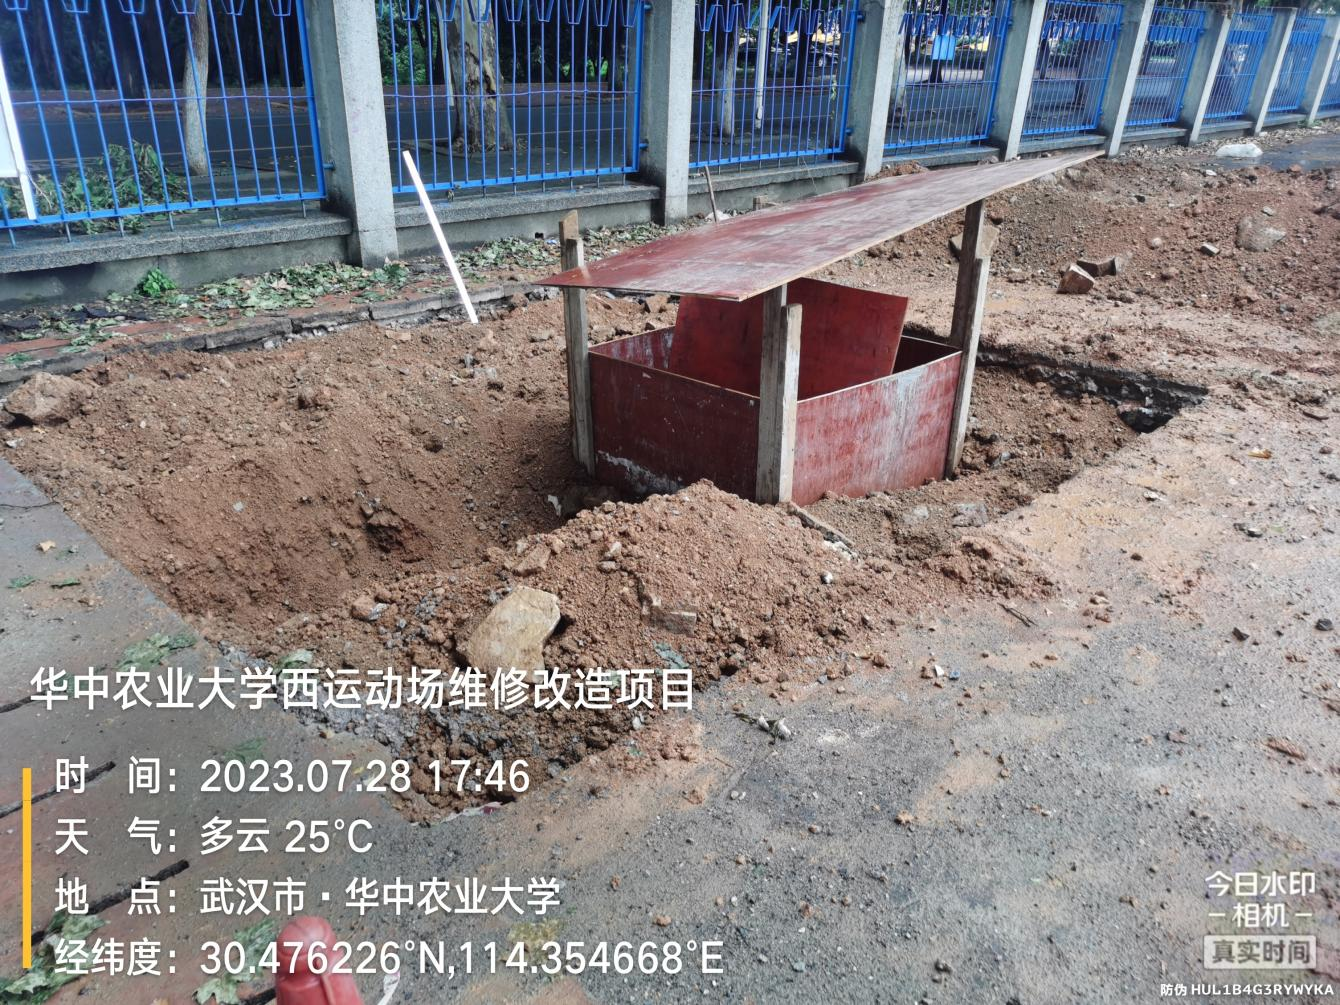 华中农业大学西运动场维修改造项目
时 间：2023.07.28 17:46
天 气：多云 25°C
地 点：武汉市·华中农业大学
经纬度：30.476226°N,114.354668°E
今日水印
相机
真实时间
防伪 HUL1B4G3RYWYKA